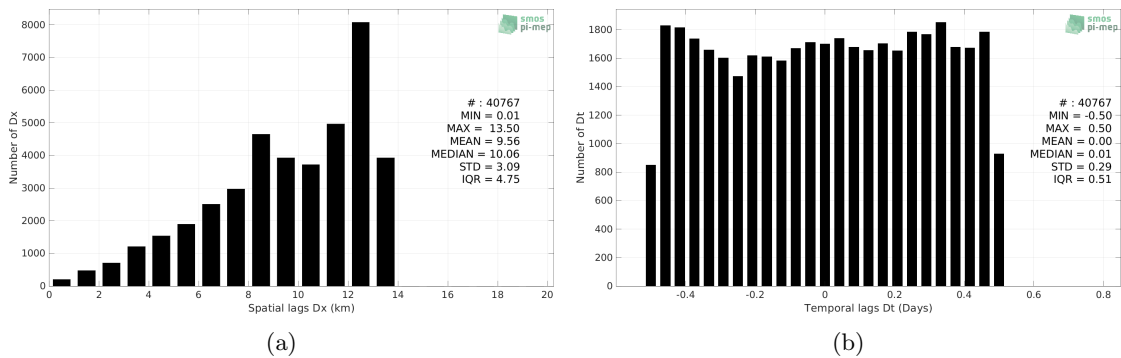 8000
7000
6000
5000
4000
3000
2000
1000
0
Number of Dx
0 2 4 6 8 10 12 14 16 18 20
Spatial lags Dx (km)
smos
pi-mep
# : 40767
MIN = 0.01
MAX = 13.50
MEAN = 9.56
MEDIAN = 10.06
STD = 3.09
IQR = 4.75
(a)
1800
1600
1400
1200
1000
800
600
400
200
0
Number of Dt
-0.4 -0.2 0 0.2 0.4 0.6 0.8
Temporal lags Dt (Days)
smos
pi-mep
# : 40767
MIN = -0.50
MAX = 0.50
MEAN = 0.00
MEDIAN = 0.01
STD = 0.29
IQR = 0.51
(b)